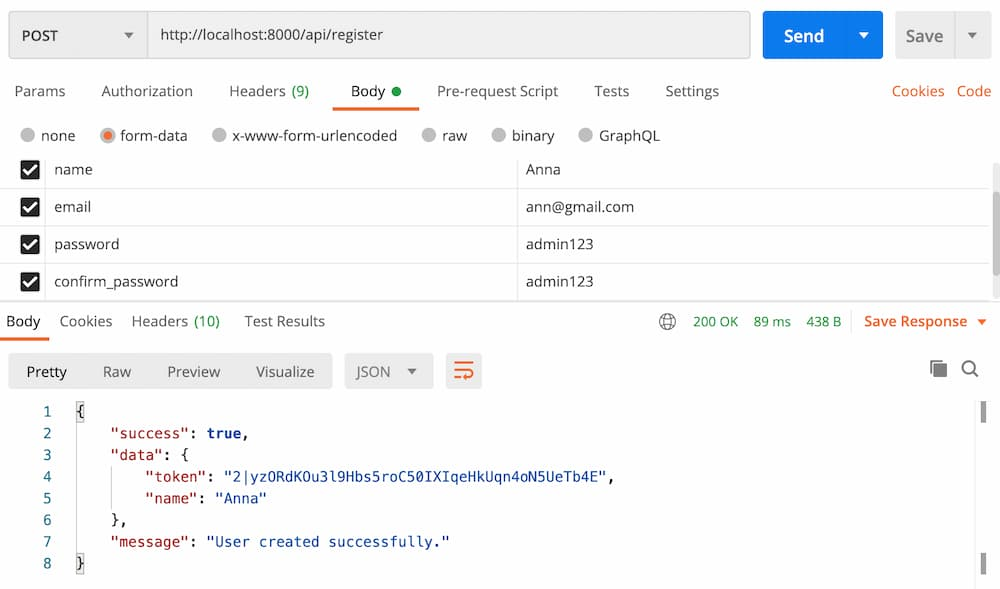 POST http://localhost:8000/api/register Send Save
Params Authorization Headers (9) Body Pre-request Script Tests Settings Cookies Code
none form-data x-www-form-urlencoded raw binary GraphQL
name Anna
email ann@gmail.com
password admin123
confirm_password admin123
Body Cookies Headers (10) Test Results 200 OK 89 ms 438 B Save Response
Pretty Raw Preview Visualize JSON
1 {
2 "success": true,
3 "data": {
4 "token": "2|yzORdKOu3l9Hbs5roC50IXIqeHkUqn4oN5UeTb4E",
5 "name": "Anna"
6 },
7 "message": "User created successfully."
8 }